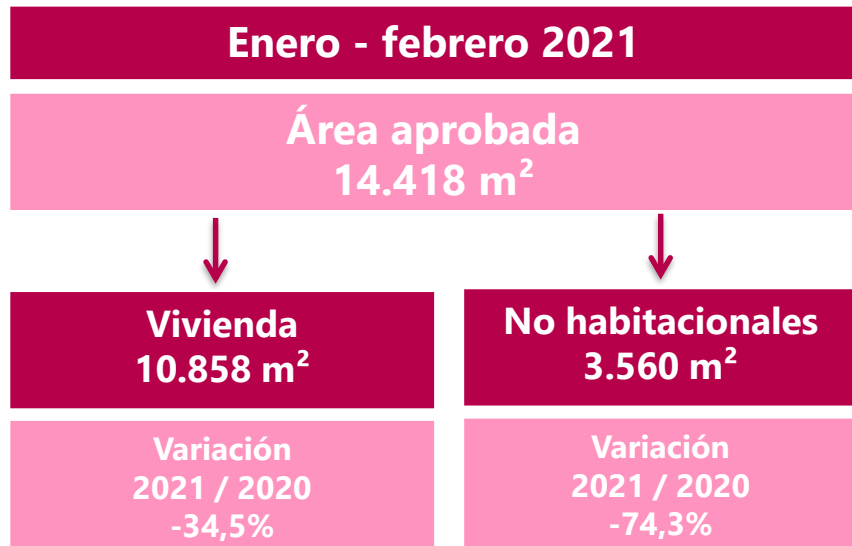 Enero - febrero 2021
Área aprobada
14.418 m²
Vivienda
10.858 m²
No habitacionales
3.560 m²
Variación
2021 / 2020
-34,5%
Variación
2021 / 2020
-74,3%